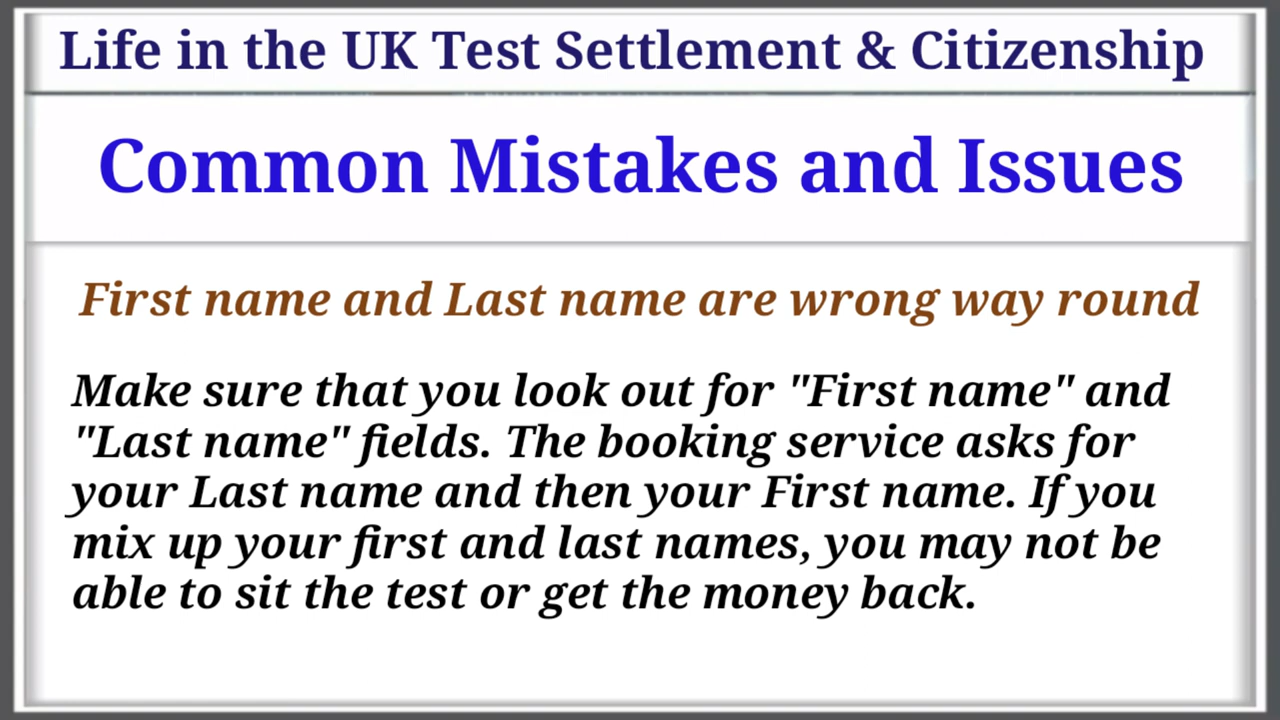 Life in the UK Test Settlement & Citizenship
Common Mistakes and Issues
First name and Last name are wrong way round
Make sure that you look out for "First name" and
"Last name" fields. The booking service asks for
your Last name and then your First name. If you
mix up your first and last names, you may not be
able to sit the test or get the money back.